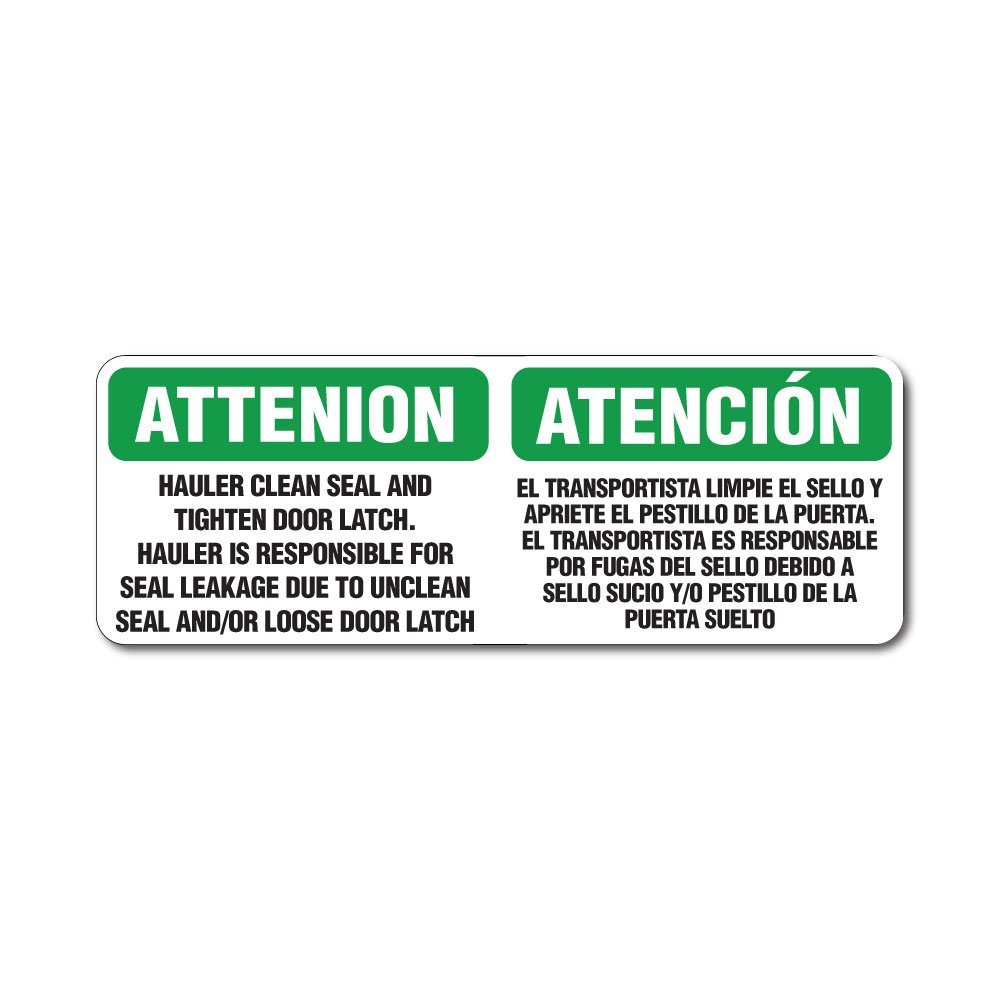 ATTENION
HAULER CLEAN SEAL AND
TIGHTEN DOOR LATCH.
HAULER IS RESPONSIBLE FOR
SEAL LEAKAGE DUE TO UNCLEAN
SEAL AND/OR LOOSE DOOR LATCH
ATENCIÓN
EL TRANSPORTISTA LIMPIE EL SELLO Y
APRIETE EL PESTILLO DE LA PUERTA.
EL TRANSPORTISTA ES RESPONSABLE
POR FUGAS DEL SELLO DEBIDO A
SELLO SUCIO Y/O PESTILLO DE LA
PUERTA SUELTO